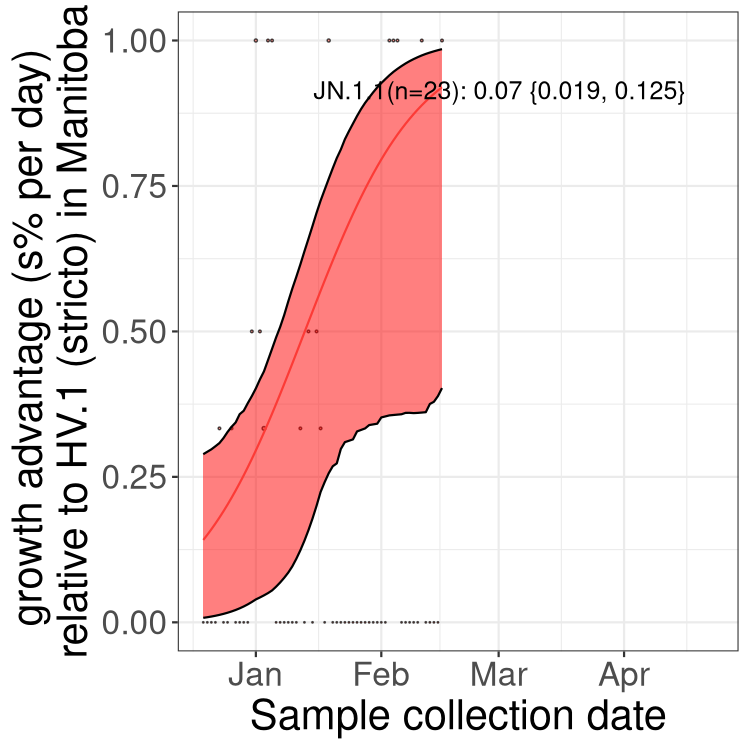 growth advantage (s% per day)
relative to HV.1 (stricto) in Manitoba
1.00
0.75
0.50
0.25
0.00
JN.1.1(n=23): 0.07 {0.019, 0.125}
Jan Feb Mar Apr
Sample collection date